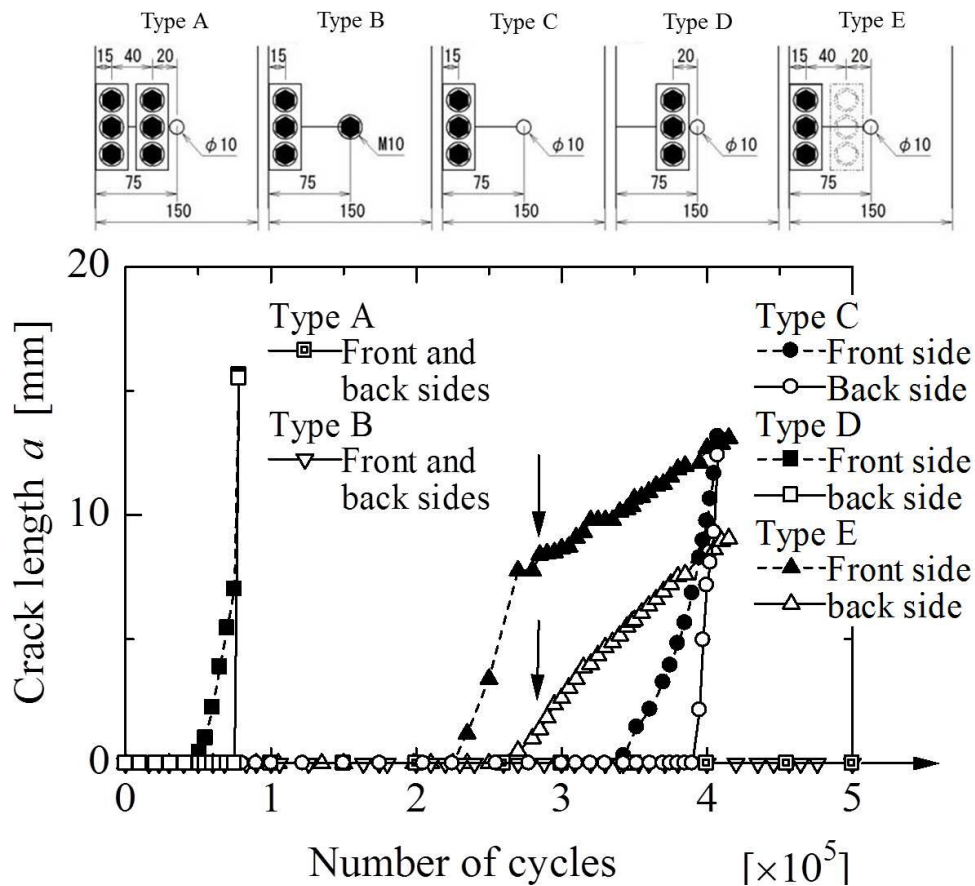 Type A Type B Type C Type D Type E
15 40 20 15 15 20 15 40 20
φ10 M10 φ10 φ10 φ10
75 75 75 75 75
150 150 150 150 150
20
Type A
Front and
back sides
Type B
Front and
back sides
Type C
Front side
Back side
Type D
Front side
back side
Type E
Front side
back side
Crack length a [mm]
10
0
0 1 2 3 4 5
Number of cycles [×10⁵]